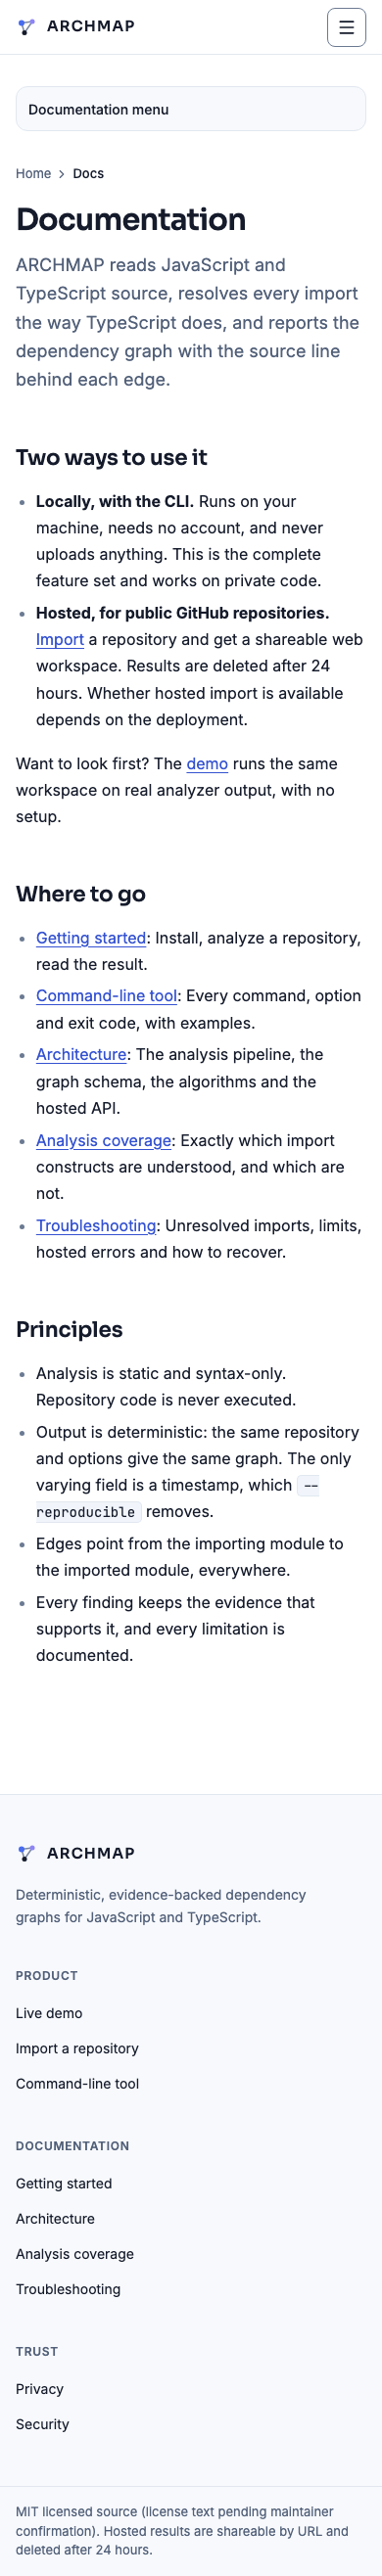 ARCHMAP
Documentation menu
Home > Docs
Documentation
ARCHMAP reads JavaScript and
TypeScript source, resolves every import
the way TypeScript does, and reports the
dependency graph with the source line
behind each edge.
Two ways to use it
• Locally, with the CLI. Runs on your
machine, needs no account, and never
uploads anything. This is the complete
feature set and works on private code.
• Hosted, for public GitHub repositories.
Import a repository and get a shareable web
workspace. Results are deleted after 24
hours. Whether hosted import is available
depends on the deployment.
Want to look first? The demo runs the same
workspace on real analyzer output, with no
setup.
Where to go
• Getting started: Install, analyze a repository,
read the result.
• Command-line tool: Every command, option
and exit code, with examples.
• Architecture: The analysis pipeline, the
graph schema, the algorithms and the
hosted API.
• Analysis coverage: Exactly which import
constructs are understood, and which are
not.
• Troubleshooting: Unresolved imports, limits,
hosted errors and how to recover.
Principles
• Analysis is static and syntax-only.
Repository code is never executed.
• Output is deterministic: the same repository
and options give the same graph. The only
varying field is a timestamp, which --
reproducible removes.
• Edges point from the importing module to
the imported module, everywhere.
• Every finding keeps the evidence that
supports it, and every limitation is
documented.
ARCHMAP
Deterministic, evidence-backed dependency
graphs for JavaScript and TypeScript.
PRODUCT
Live demo
Import a repository
Command-line tool
DOCUMENTATION
Getting started
Architecture
Analysis coverage
Troubleshooting
TRUST
Privacy
Security
MIT licensed source (license text pending maintainer
confirmation). Hosted results are shareable by URL and
deleted after 24 hours.